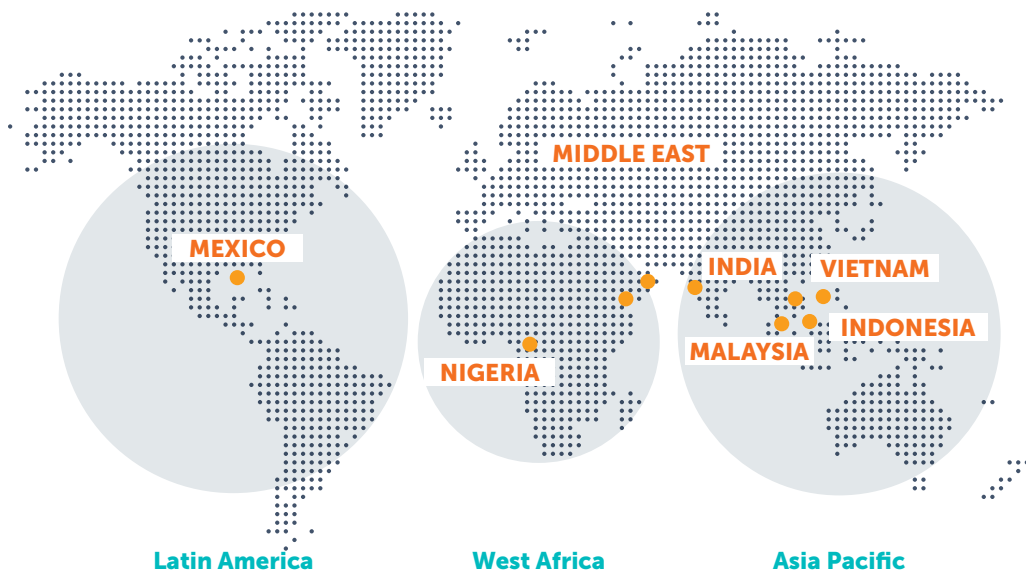 MIDDLE EAST
MEXICO
INDIA
VIETNAM
INDONESIA
MALAYSIA
NIGERIA
Latin America
West Africa
Asia Pacific